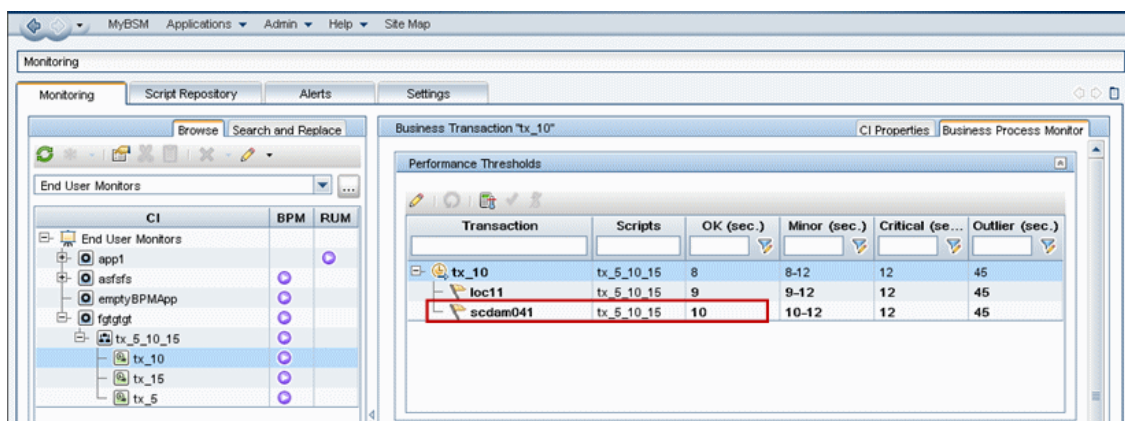 MyBSM Applications Admin Help Site Map
Monitoring
Monitoring Script Repository Alerts Settings
Browse Search and Replace
End User Monitors ...
CI BPM RUM
End User Monitors
app1
asfsfs
emptyBPMApp
fgtgtgt
tx_5_10_15
tx_10
tx_15
tx_5
Business Transaction "tx_10" CI Properties Business Process Monitor
Performance Thresholds
Transaction Scripts OK (sec.) Minor (sec.) Critical (se... Outlier (sec.)
tx_10 tx_5_10_15 8 8-12 12 45
loc11 tx_5_10_15 9 9-12 12 45
scdam041 tx_5_10_15 10 10-12 12 45